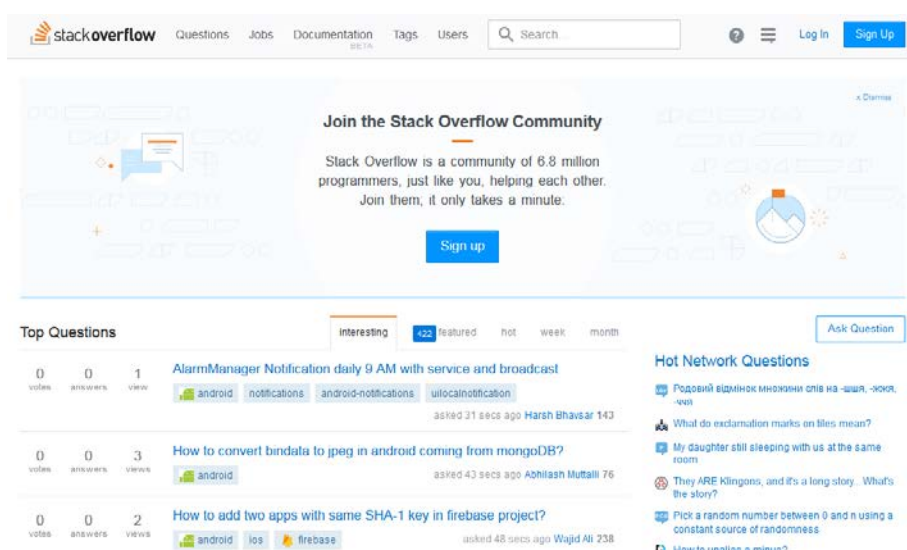 stackoverflow Questions Jobs Documentation BETA Tags Users Search... Log In Sign Up
x Dismiss
Join the Stack Overflow Community
Stack Overflow is a community of 6.8 million
programmers, just like you, helping each other.
Join them; it only takes a minute:
Sign up
Top Questions
interesting 422 featured hot week month
Ask Question
0 votes 0 answers 1 view
AlarmManager Notification daily 9 AM with service and broadcast
android notifications android-notifications uilocalnotification
asked 31 secs ago Harsh Bhavsar 143
0 votes 0 answers 3 views
How to convert bindata to jpeg in android coming from mongoDB?
android
asked 43 secs ago Abhilash Muttalli 76
0 votes 0 answers 2 views
How to add two apps with same SHA-1 key in firebase project?
android ios firebase
asked 48 secs ago Wajid Ali 238
Hot Network Questions
Родовий відмінок множини слів на -шшя, -жжя,
-ччя
What do exclamation marks on tiles mean?
My daughter still sleeping with us at the same
room
They ARE Klingons, and it's a long story.. What's
the story?
Pick a random number between 0 and n using a
constant source of randomness